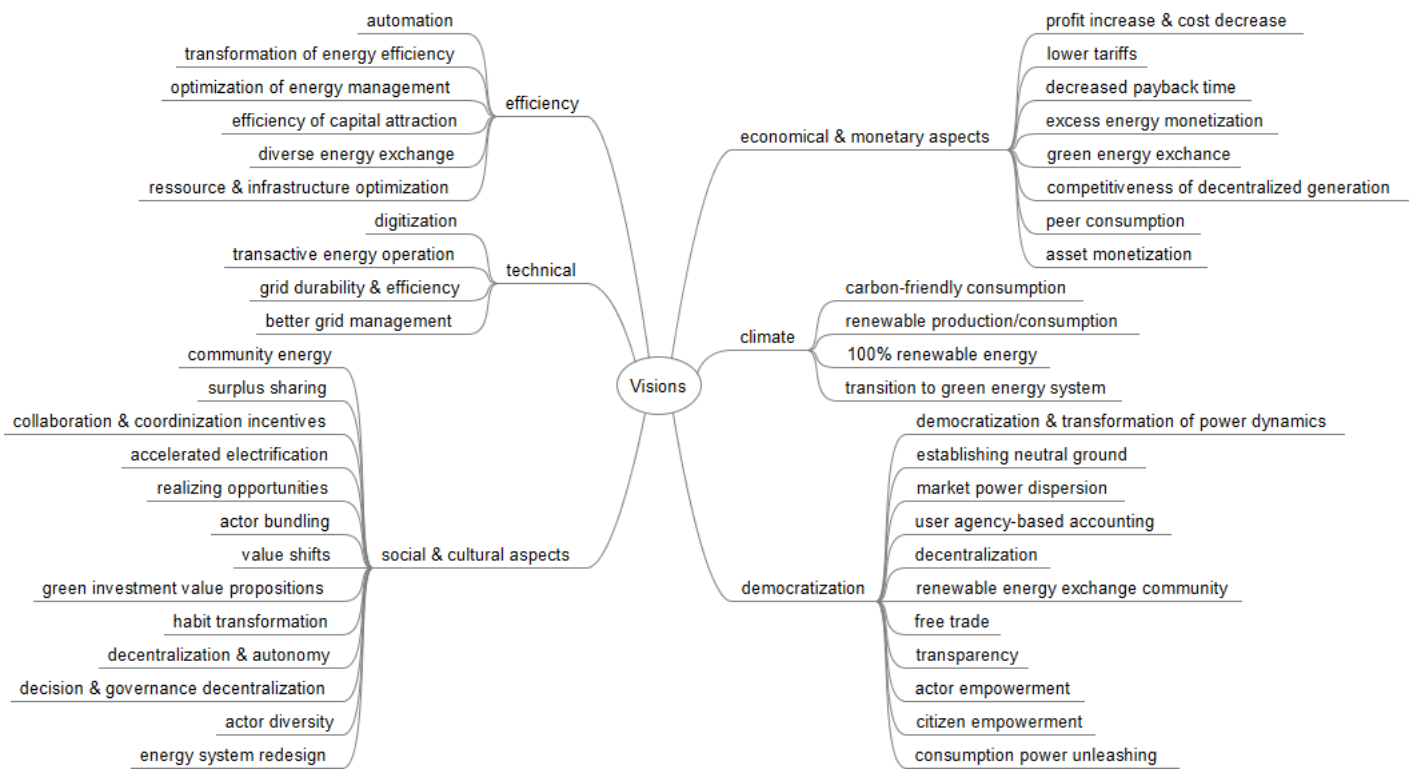 automation
transformation of energy efficiency
optimization of energy management
efficiency of capital attraction
diverse energy exchange
ressource & infrastructure optimization
efficiency
digitization
transactive energy operation
grid durability & efficiency
better grid management
technical
community energy
surplus sharing
collaboration & coordinization incentives
accelerated electrification
realizing opportunities
actor bundling
value shifts
green investment value propositions
habit transformation
decentralization & autonomy
decision & governance decentralization
actor diversity
energy system redesign
social & cultural aspects
Visions
economical & monetary aspects
profit increase & cost decrease
lower tariffs
decreased payback time
excess energy monetization
green energy exchance
competitiveness of decentralized generation
peer consumption
asset monetization
climate
carbon-friendly consumption
renewable production/consumption
100% renewable energy
transition to green energy system
democratization
democratization & transformation of power dynamics
establishing neutral ground
market power dispersion
user agency-based accounting
decentralization
renewable energy exchange community
free trade
transparency
actor empowerment
citizen empowerment
consumption power unleashing